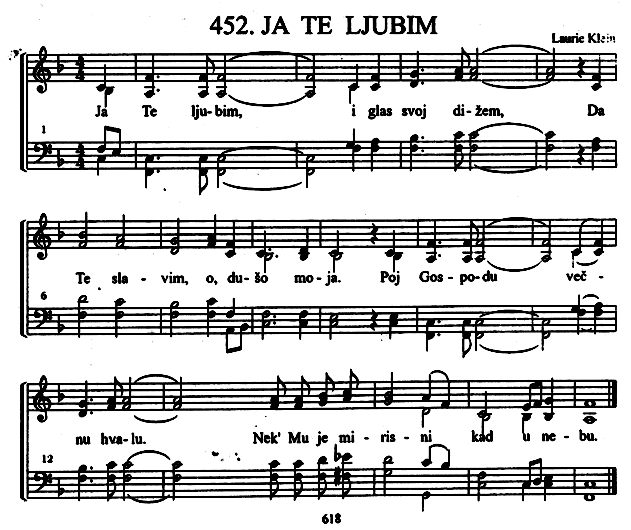 452. JA TE LJUBIM
Laurie Klein
Ja Te lju-bim, i glas svoj di-žem, Da
1
Te sla-vim, o, du-šo mo-ja. Poj Gos-po-du več-
6
nu hva-lu. Nek' Mu je mi-ris-ni kad u ne-bu.
12
618